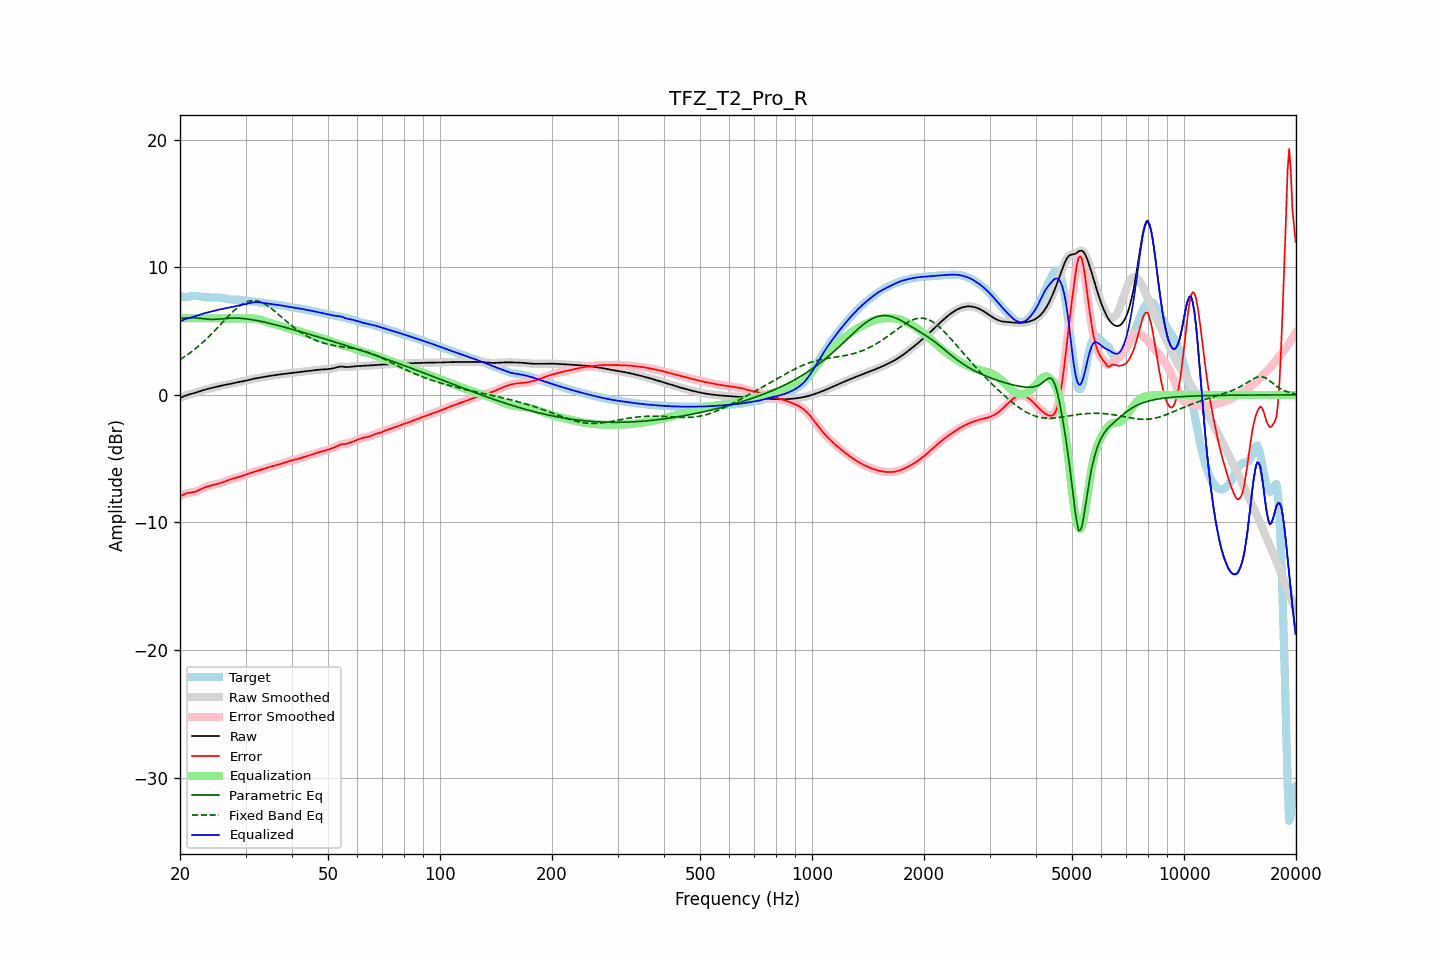 TFZ_T2_Pro_R
20
10
0
−10
−20
−30
Amplitude (dBr)
Target
Raw Smoothed
Error Smoothed
Raw
Error
Equalization
Parametric Eq
Fixed Band Eq
Equalized
20 50 100 200 500 1000 2000 5000 10000 20000
Frequency (Hz)